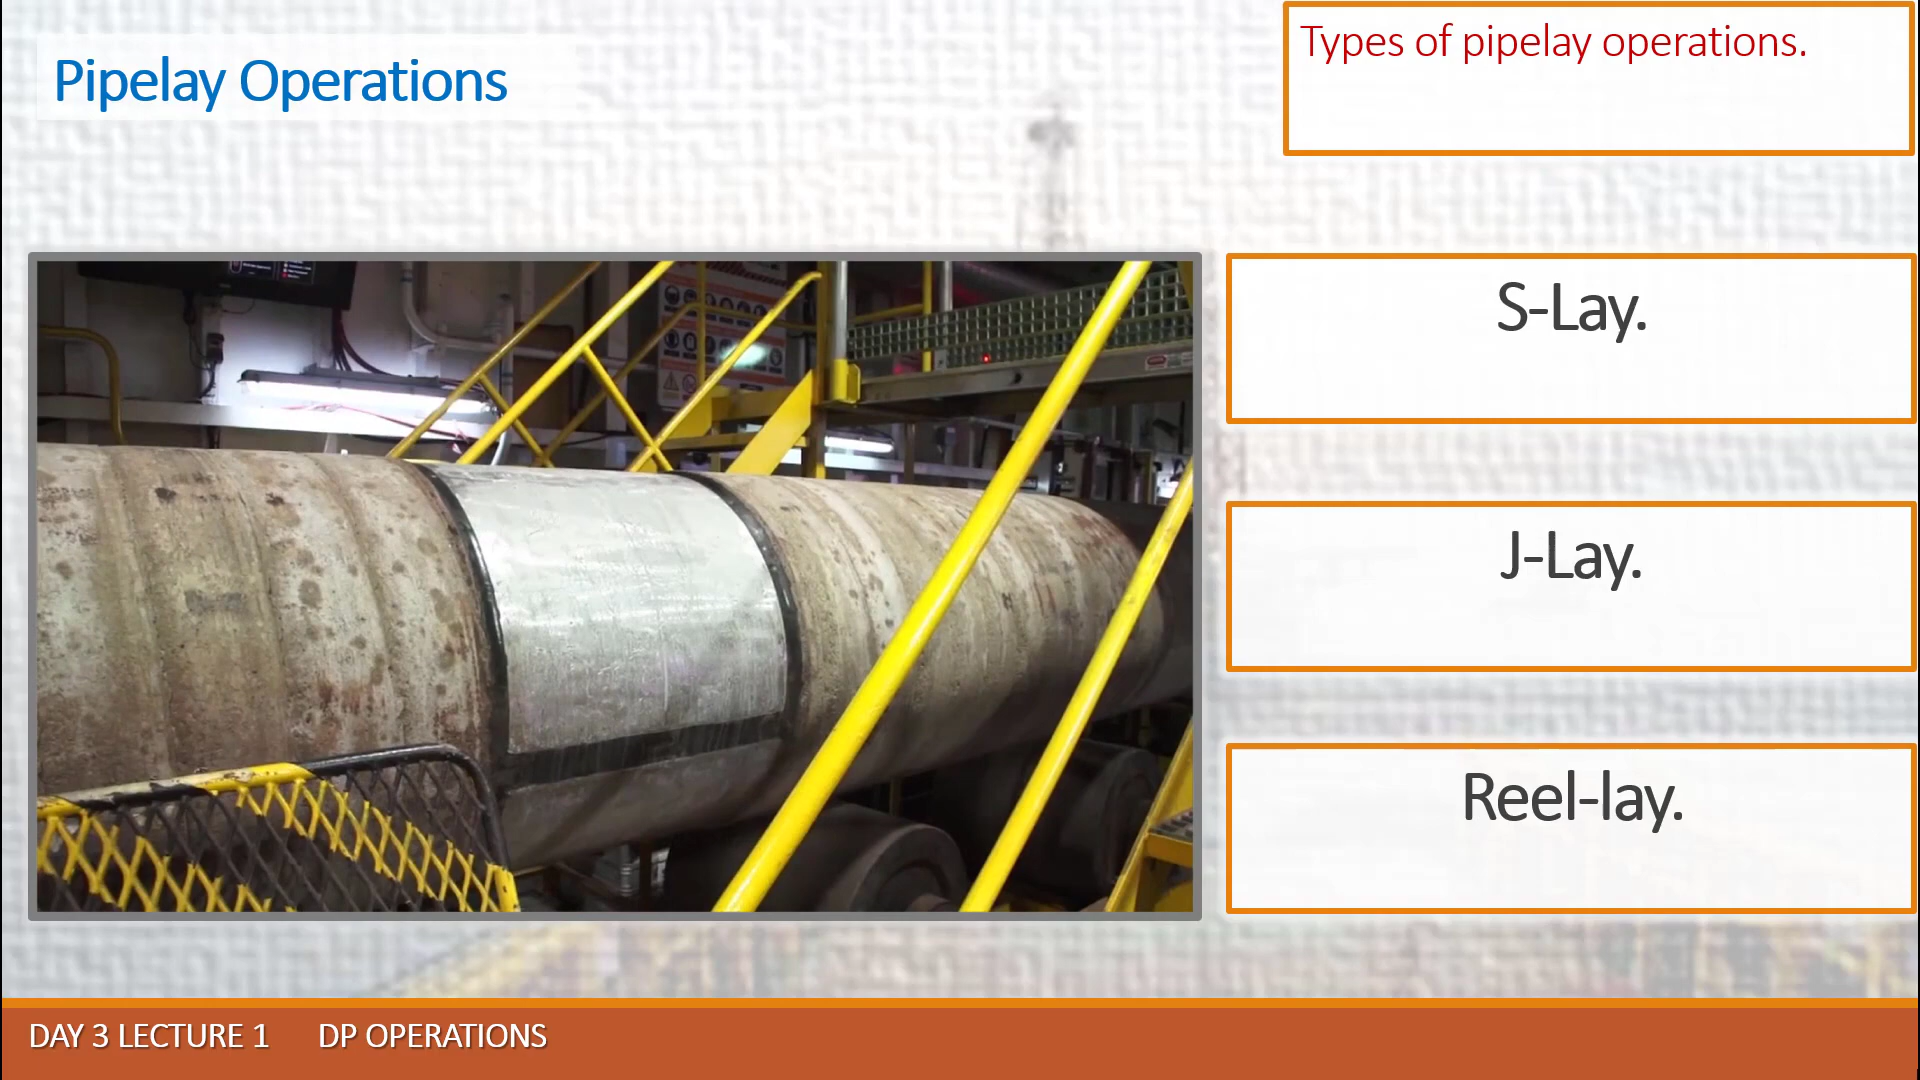 Pipelay Operations
Types of pipelay operations.
S-Lay.
J-Lay.
Reel-lay.
DAY 3 LECTURE 1 DP OPERATIONS